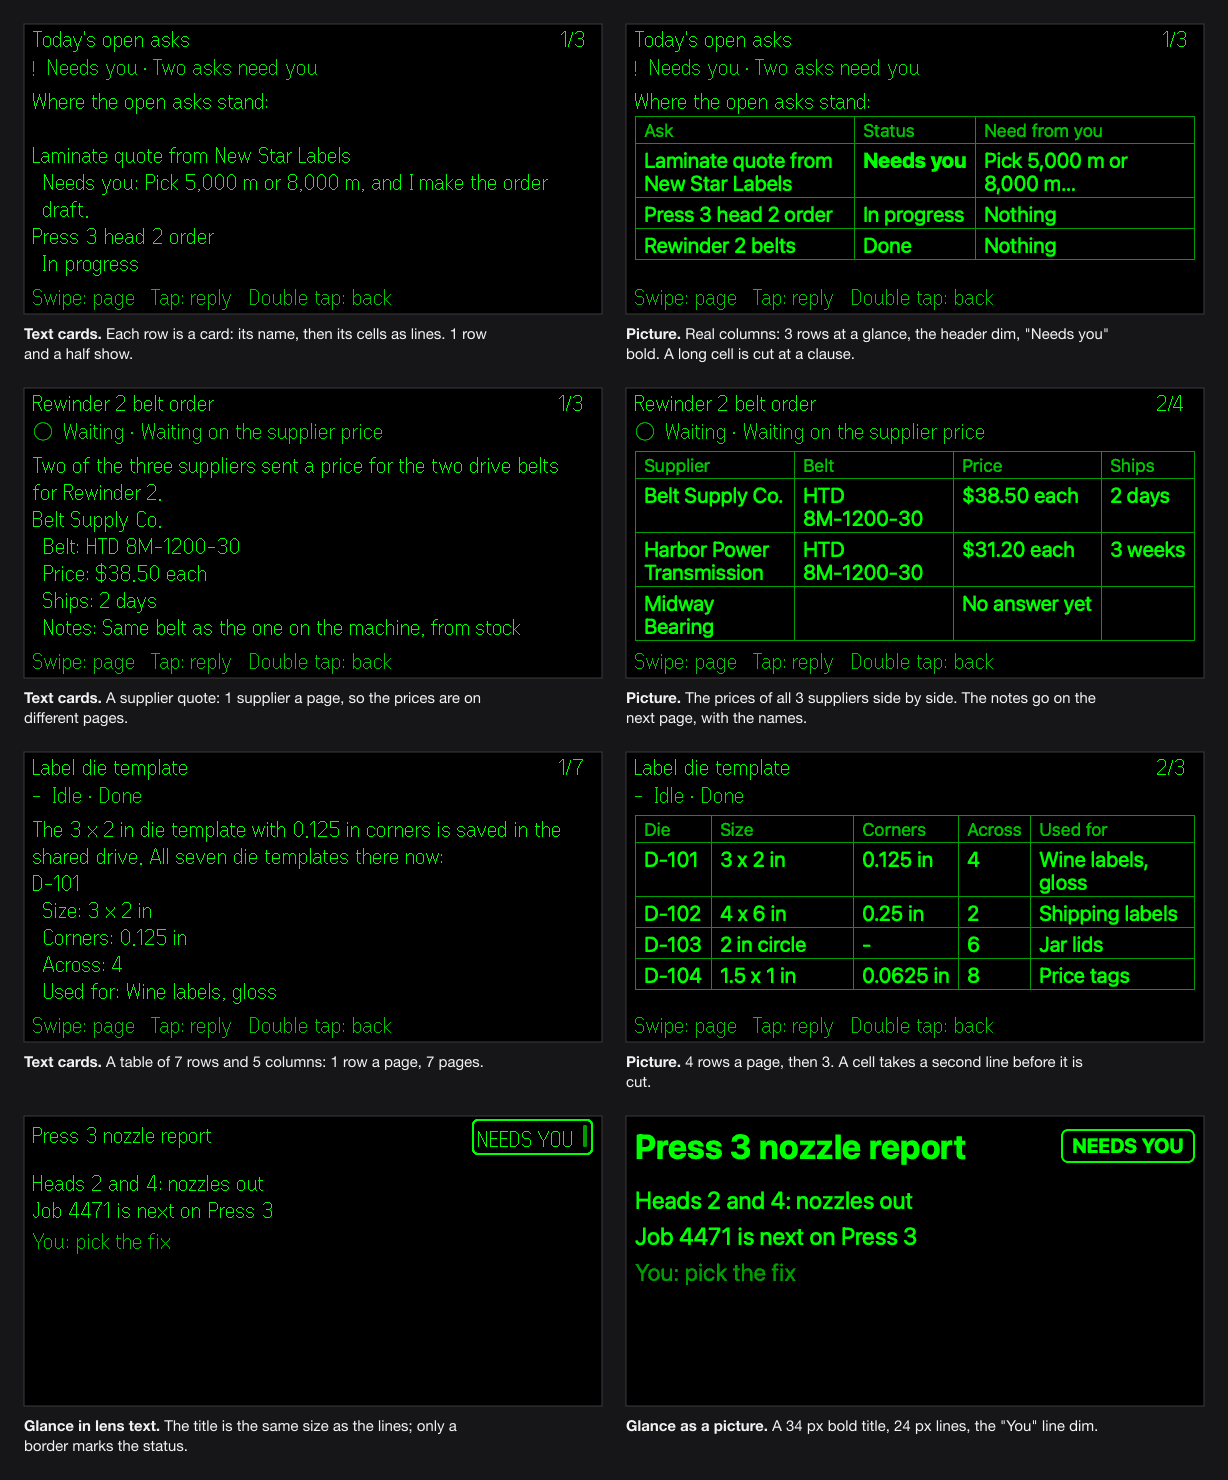 Today's open asks 1/3
! Needs you · Two asks need you
Where the open asks stand:
Laminate quote from New Star Labels
Needs you: Pick 5,000 m or 8,000 m, and I make the order
draft.
Press 3 head 2 order
In progress
Swipe: page Tap: reply Double tap: back
Text cards. Each row is a card: its name, then its cells as lines. 1 row
and a half show.
Today's open asks 1/3
! Needs you · Two asks need you
Where the open asks stand:
Ask Status Need from you
Laminate quote from Needs you Pick 5,000 m or
New Star Labels 8,000 m...
Press 3 head 2 order In progress Nothing
Rewinder 2 belts Done Nothing
Swipe: page Tap: reply Double tap: back
Picture. Real columns: 3 rows at a glance, the header dim, "Needs you"
bold. A long cell is cut at a clause.
Rewinder 2 belt order 1/3
Waiting · Waiting on the supplier price
Two of the three suppliers sent a price for the two drive belts
for Rewinder 2.
Belt Supply Co.
Belt: HTD 8M-1200-30
Price: $38.50 each
Ships: 2 days
Notes: Same belt as the one on the machine, from stock
Swipe: page Tap: reply Double tap: back
Text cards. A supplier quote: 1 supplier a page, so the prices are on
different pages.
Rewinder 2 belt order 2/4
Waiting · Waiting on the supplier price
Supplier Belt Price Ships
Belt Supply Co. HTD $38.50 each 2 days
8M-1200-30
Harbor Power HTD $31.20 each 3 weeks
Transmission 8M-1200-30
Midway No answer yet
Bearing
Swipe: page Tap: reply Double tap: back
Picture. The prices of all 3 suppliers side by side. The notes go on the
next page, with the names.
Label die template 1/7
- Idle · Done
The 3 x 2 in die template with 0.125 in corners is saved in the
shared drive. All seven die templates there now:
D-101
Size: 3 x 2 in
Corners: 0.125 in
Across: 4
Used for: Wine labels, gloss
Swipe: page Tap: reply Double tap: back
Text cards. A table of 7 rows and 5 columns: 1 row a page, 7 pages.
Label die template 2/3
- Idle · Done
Die Size Corners Across Used for
D-101 3 x 2 in 0.125 in 4 Wine labels,
gloss
D-102 4 x 6 in 0.25 in 2 Shipping labels
D-103 2 in circle - 6 Jar lids
D-104 1.5 x 1 in 0.0625 in 8 Price tags
Swipe: page Tap: reply Double tap: back
Picture. 4 rows a page, then 3. A cell takes a second line before it is
cut.
Press 3 nozzle report NEEDS YOU
Heads 2 and 4: nozzles out
Job 4471 is next on Press 3
You: pick the fix
Glance in lens text. The title is the same size as the lines; only a
border marks the status.
Press 3 nozzle report NEEDS YOU
Heads 2 and 4: nozzles out
Job 4471 is next on Press 3
You: pick the fix
Glance as a picture. A 34 px bold title, 24 px lines, the "You" line dim.